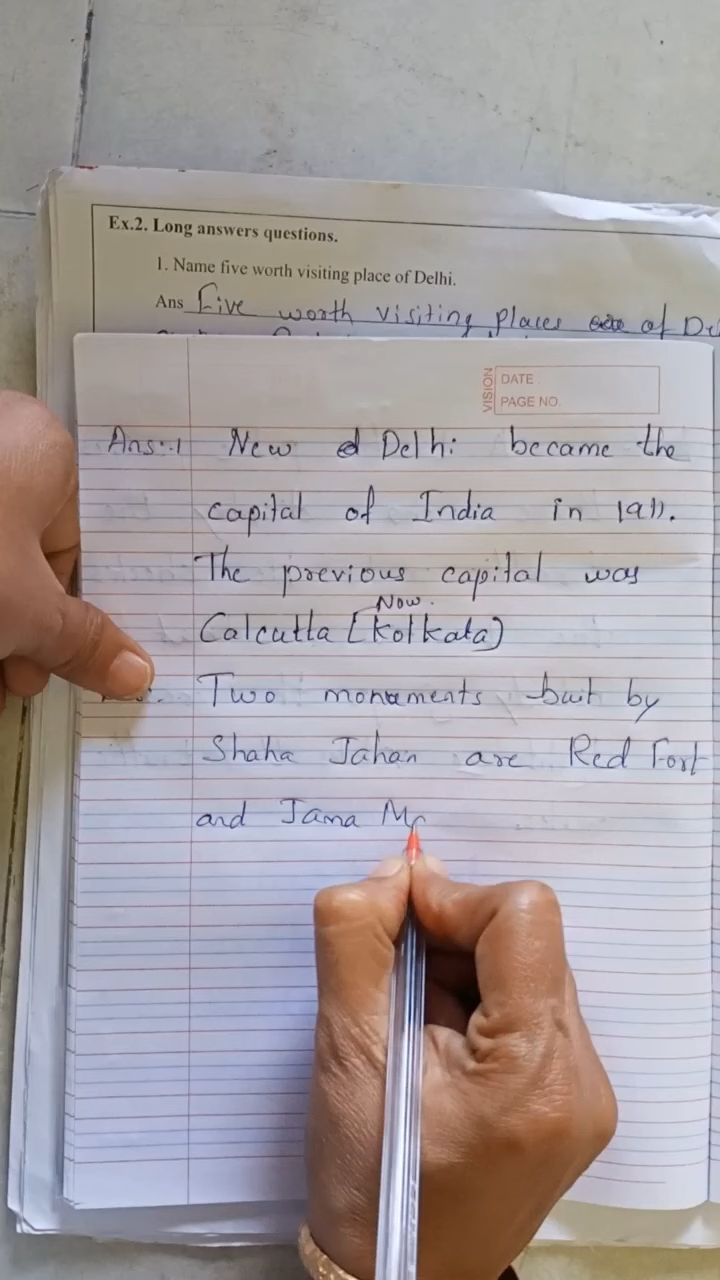 Ex.2. Long answers questions.
1. Name five worth visiting place of Delhi.
Ans Five worth visiting places of De
VISION
DATE
PAGE NO.
Ans:-1 New Delhi became the
capital of India in 1911.
The previous capital was
Now.
Calcutta [Kolkata)
Two monuments buit by
Shaha Jahan are Red Fort
and Jama M